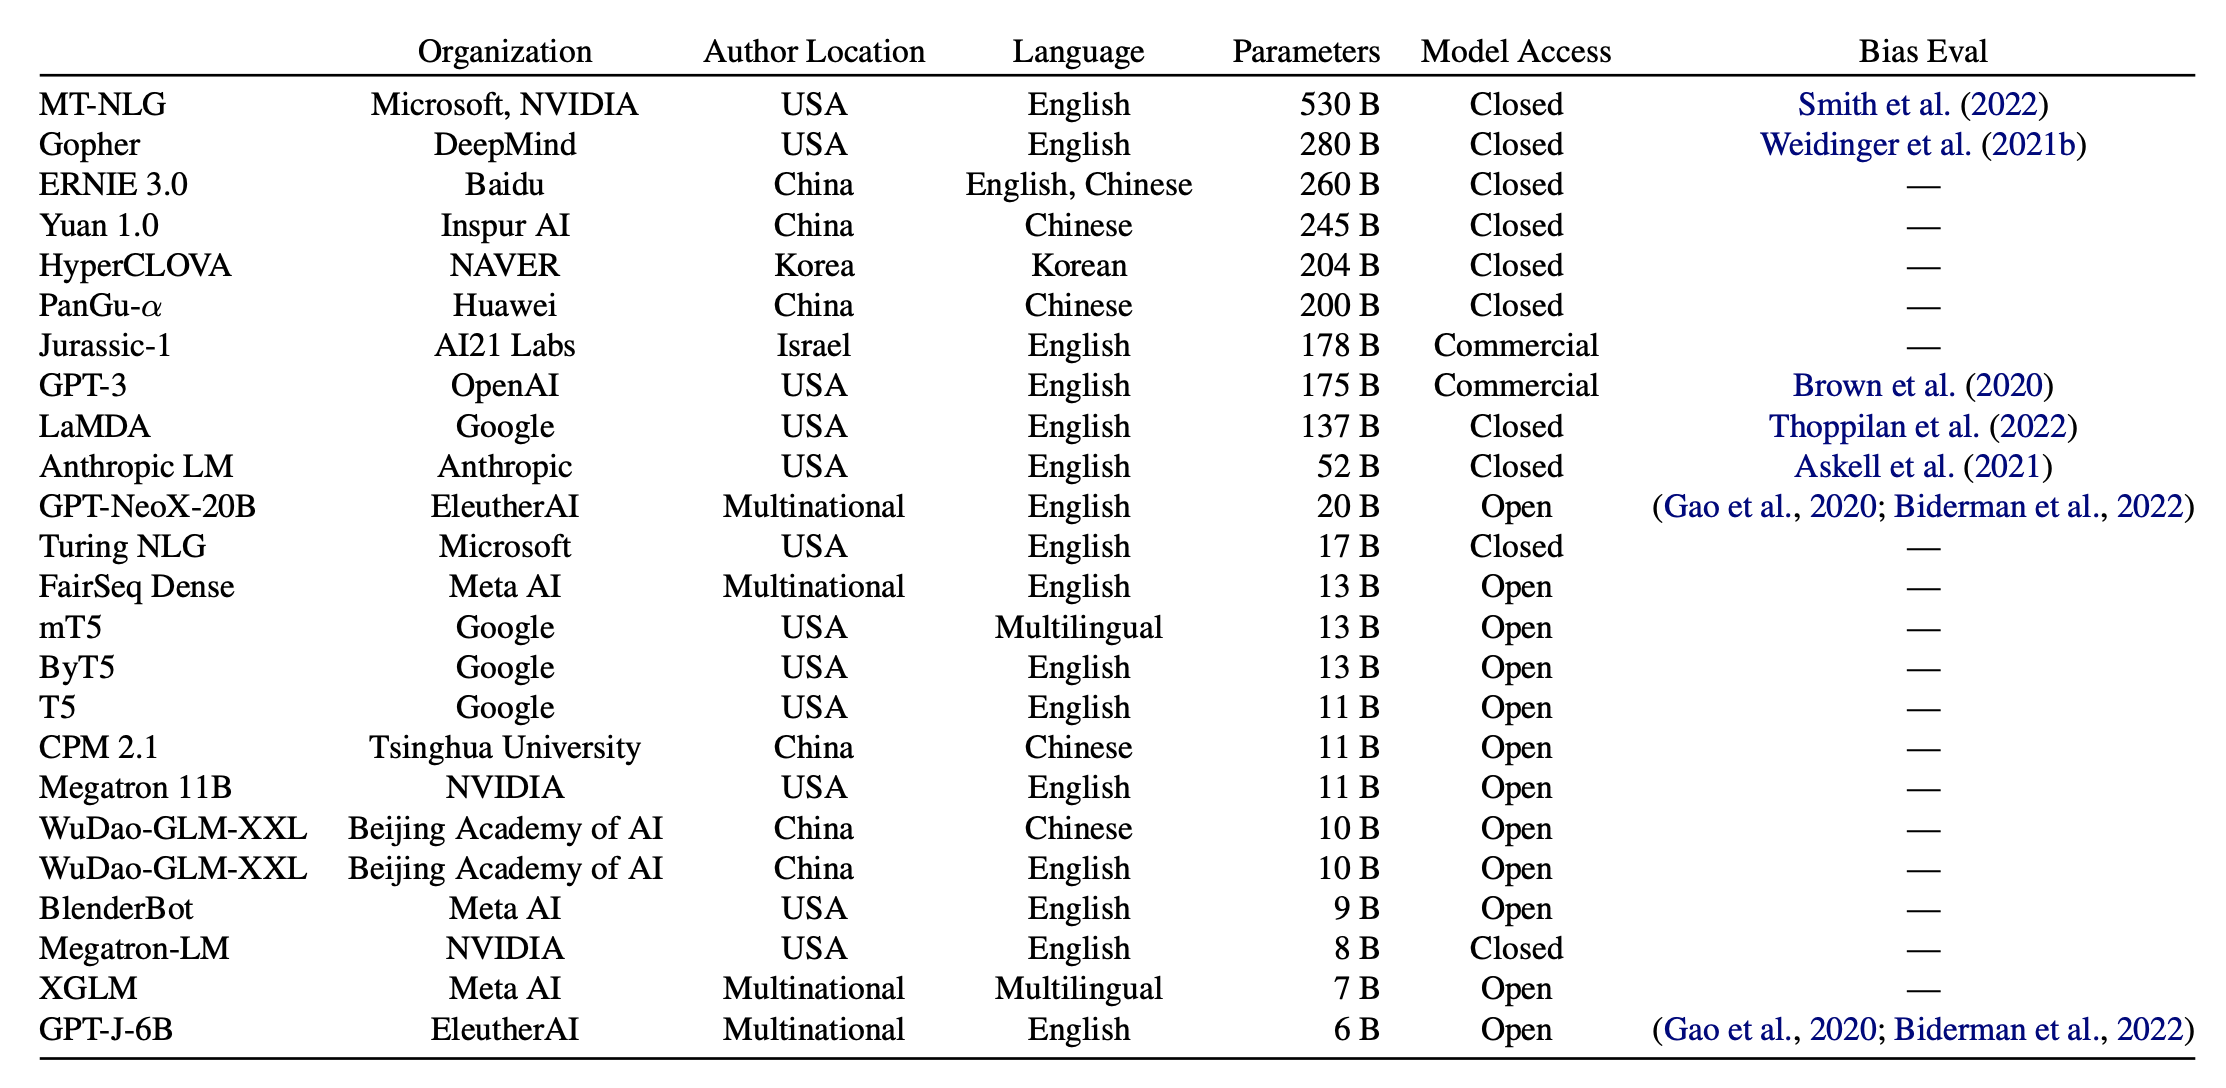 Organization Author Location Language Parameters Model Access Bias Eval
MT-NLG Microsoft, NVIDIA USA English 530 B Closed Smith et al. (2022)
Gopher DeepMind USA English 280 B Closed Weidinger et al. (2021b)
ERNIE 3.0 Baidu China English, Chinese 260 B Closed —
Yuan 1.0 Inspur AI China Chinese 245 B Closed —
HyperCLOVA NAVER Korea Korean 204 B Closed —
PanGu-α Huawei China Chinese 200 B Closed —
Jurassic-1 AI21 Labs Israel English 178 B Commercial —
GPT-3 OpenAI USA English 175 B Commercial Brown et al. (2020)
LaMDA Google USA English 137 B Closed Thoppilan et al. (2022)
Anthropic LM Anthropic USA English 52 B Closed Askell et al. (2021)
GPT-NeoX-20B EleutherAI Multinational English 20 B Open (Gao et al., 2020; Biderman et al., 2022)
Turing NLG Microsoft USA English 17 B Closed —
FairSeq Dense Meta AI Multinational English 13 B Open —
mT5 Google USA Multilingual 13 B Open —
ByT5 Google USA English 13 B Open —
T5 Google USA English 11 B Open —
CPM 2.1 Tsinghua University China Chinese 11 B Open —
Megatron 11B NVIDIA USA English 11 B Open —
WuDao-GLM-XXL Beijing Academy of AI China Chinese 10 B Open —
WuDao-GLM-XXL Beijing Academy of AI China English 10 B Open —
BlenderBot Meta AI USA English 9 B Open —
Megatron-LM NVIDIA USA English 8 B Closed —
XGLM Meta AI Multinational Multilingual 7 B Open —
GPT-J-6B EleutherAI Multinational English 6 B Open (Gao et al., 2020; Biderman et al., 2022)